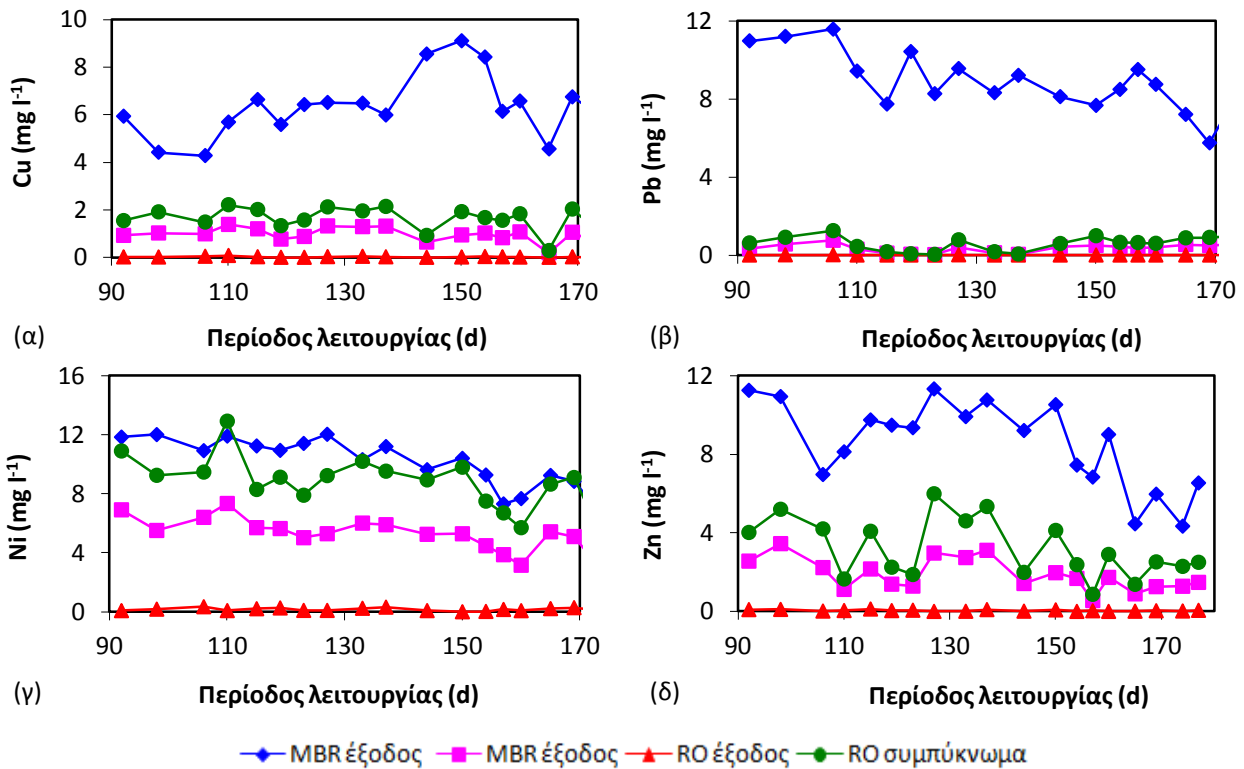 10
8
6
4
2
0
Cu (mg l-1)
90 110 130 150 170
(α) Περίοδος λειτουργίας (d)
12
8
4
0
Pb (mg l-1)
90 110 130 150 170
(β) Περίοδος λειτουργίας (d)
16
12
8
4
0
Ni (mg l-1)
90 110 130 150 170
(γ) Περίοδος λειτουργίας (d)
12
8
4
0
Zn (mg l-1)
90 110 130 150 170
(δ) Περίοδος λειτουργίας (d)
MBR έξοδος MBR έξοδος RO έξοδος RO συμπύκνωμα